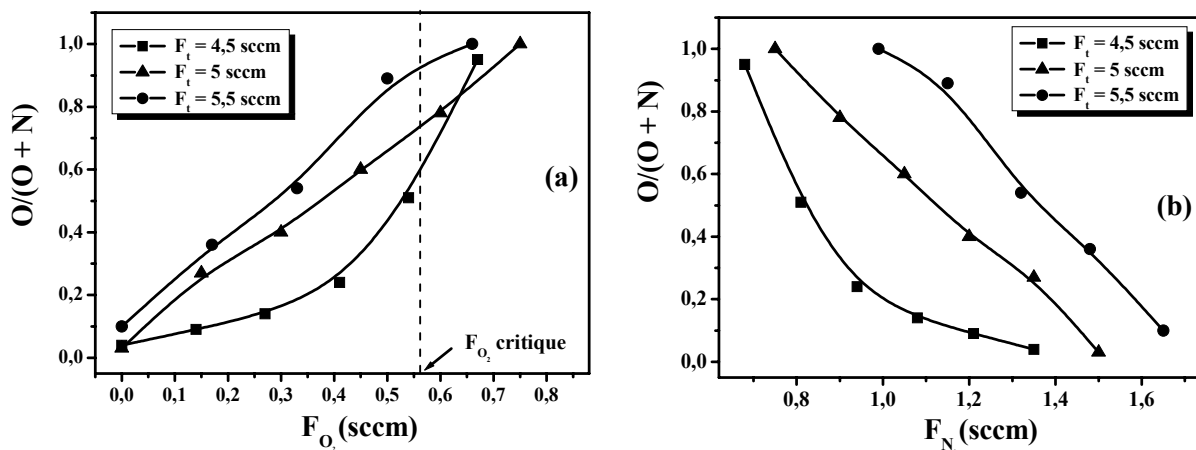 1,0
0,8
0,6
0,4
0,2
0,0
O/(O + N)
F_t = 4,5 sccm
F_t = 5 sccm
F_t = 5,5 sccm
(a)
F_O₂ critique
0,0 0,1 0,2 0,3 0,4 0,5 0,6 0,7 0,8
F_O (sccm)
1,0
0,8
0,6
0,4
0,2
0,0
O/(O + N)
F_t = 4,5 sccm
F_t = 5 sccm
F_t = 5,5 sccm
(b)
0,8 1,0 1,2 1,4 1,6
F_N (sccm)